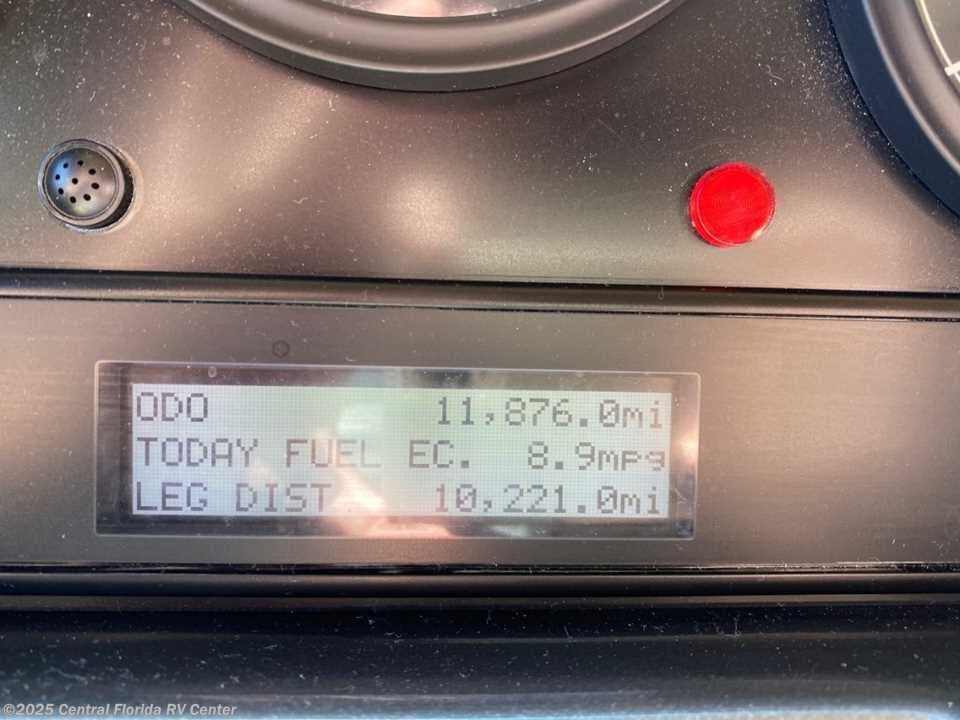 ODO 11,876.0mi
TODAY FUEL EC. 8.9mpg
LEG DIST. 10,221.0mi
©2025 Central Florida RV Center